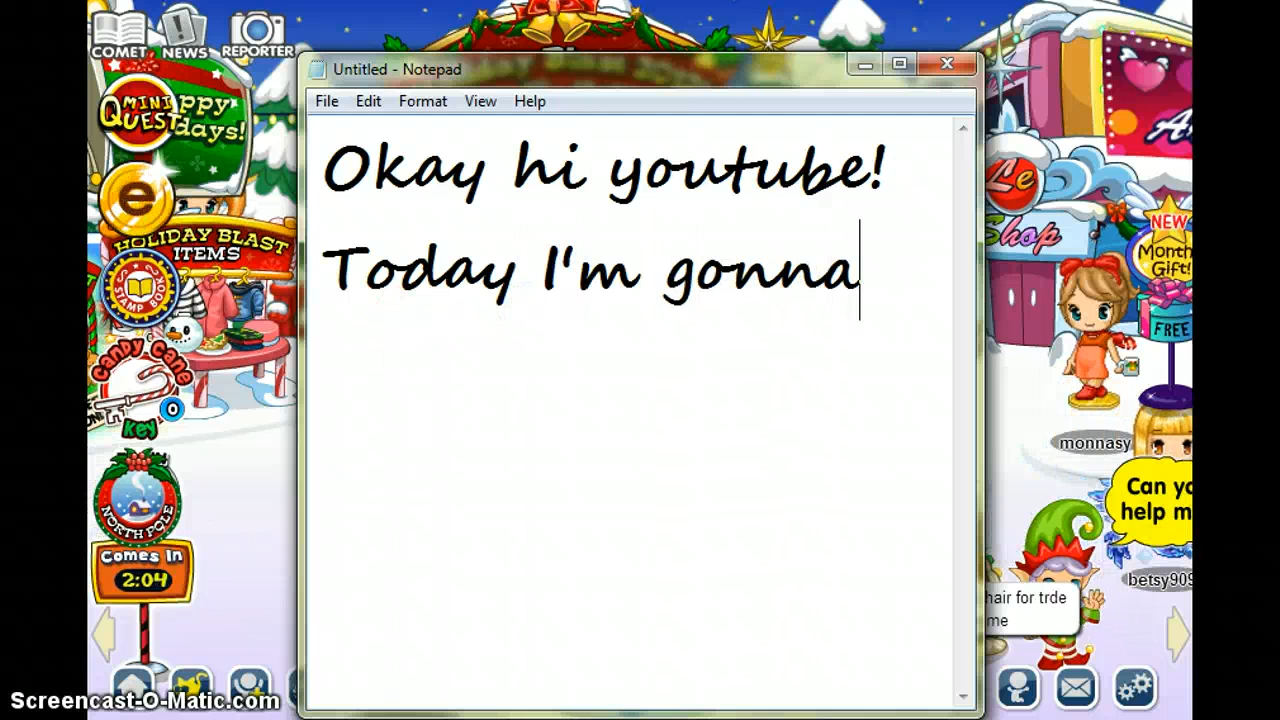 COMET
NEWS
REPORTER
MINI
QUEST
ppy
days!
e
HOLIDAY BLAST
ITEMS
STAMP BOOK
Candy Cane
0
Key
NORTH POLE
Comes In
2:04
Untitled - Notepad
File Edit Format View Help
Okay hi youtube!
Today I'm gonna
Le
Shop
NEW
Month
Gift!
FREE
monnasy
Can yo
help m
betsy909
hair for trde
me
Screencast-O-Matic.com